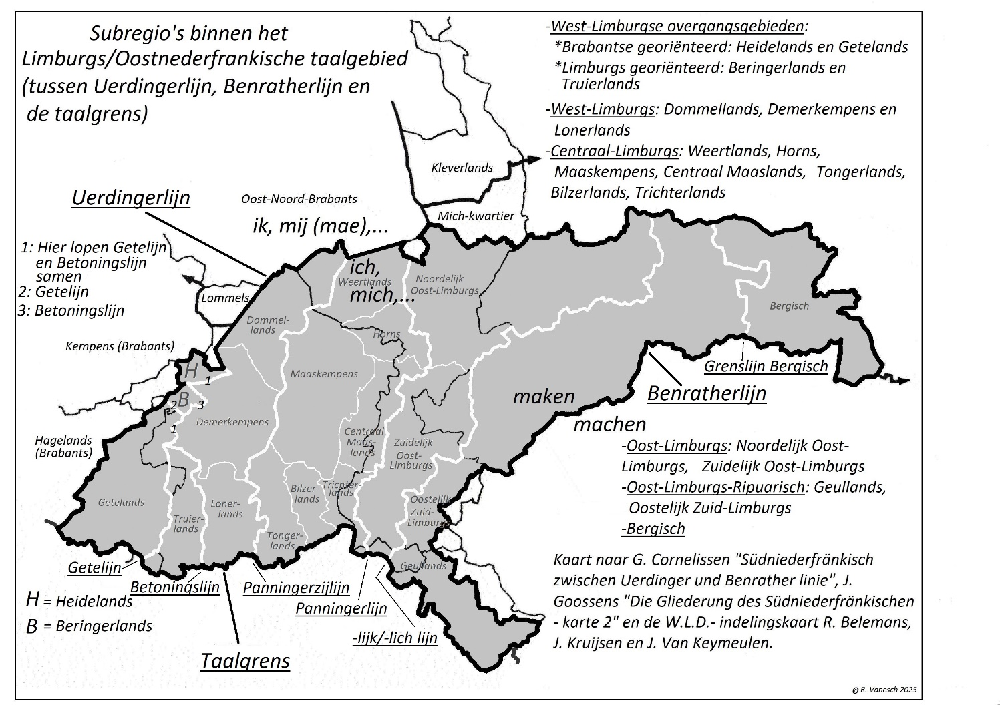 Subregio's binnen het
Limburgs/Oostnederfrankische taalgebied
(tussen Uerdingerlijn, Benratherlijn en
de taalgrens)
-West-Limburgse overgangsgebieden:
*Brabantse georiënteerd: Heidelands en Getelands
*Limburgs georiënteerd: Beringerlands en
Truierlands
-West-Limburgs: Dommellands, Demerkempens en
Lonerlands
-Centraal-Limburgs: Weertlands, Horns,
Maaskempens, Centraal Maaslands, Tongerlands,
Bilzerlands, Trichterlands
Kleverlands
Mich-kwartier
Uerdingerlijn
Oost-Noord-Brabants
ik, mij (mae),...
1: Hier lopen Getelijn
en Betoningslijn
samen
2: Getelijn
3: Betoningslijn
Lommels
Kempens (Brabants)
Hagelands
(Brabants)
ich,
Weertlands
mich,...
Noordelijk
Oost-Limburgs
Dommel-
lands
Horns
Maaskempens
Bergisch
H
1
B
2
3
1
Demerkempens
Centraal
Maas-
lands
Zuidelijk
Oost-
Limburgs
Getelands
Truier-
lands
Loner-
lands
Bilzer-
lands
Trichter-
lands
Tonger-
lands
Oostelijk
Zuid-
Limburgs
Geullands
maken
machen
Grenslijn Bergisch
Benratherlijn
-Oost-Limburgs: Noordelijk Oost-
Limburgs, Zuidelijk Oost-Limburgs
-Oost-Limburgs-Ripuarisch: Geullands,
Oostelijk Zuid-Limburgs
-Bergisch
Getelijn
Betoningslijn
Panningerzijlijn
Panningerlijn
-lijk/-lich lijn
Taalgrens
H = Heidelands
B = Beringerlands
Kaart naar G. Cornelissen "Südniederfränkisch
zwischen Uerdinger und Benrather linie", J.
Goossens "Die Gliederung des Südniederfränkischen
- karte 2" en de W.L.D.- indelingskaart R. Belemans,
J. Kruijsen en J. Van Keymeulen.
© R. Vanesch 2025